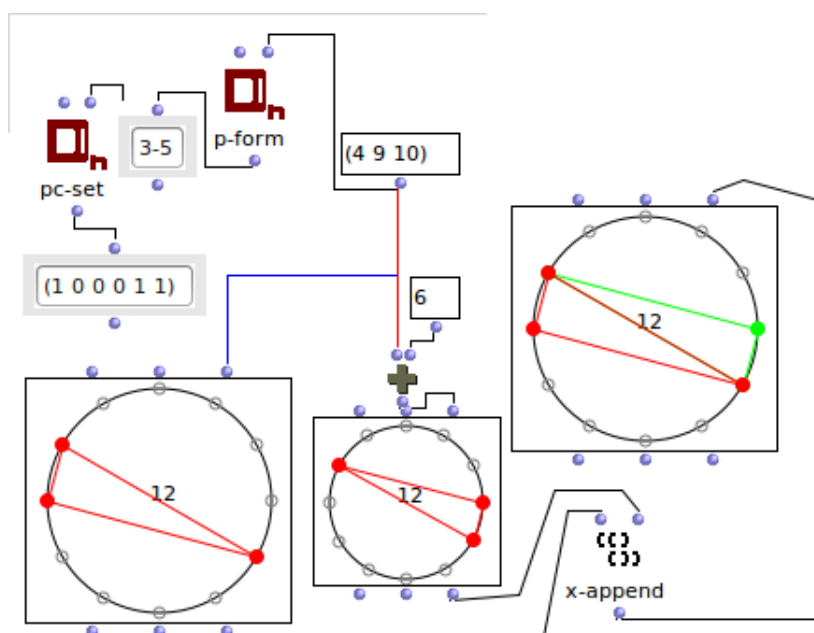 p-form
3-5
(4 9 10)
pc-set
(1 0 0 0 1 1)
6
12
12
12
x-append